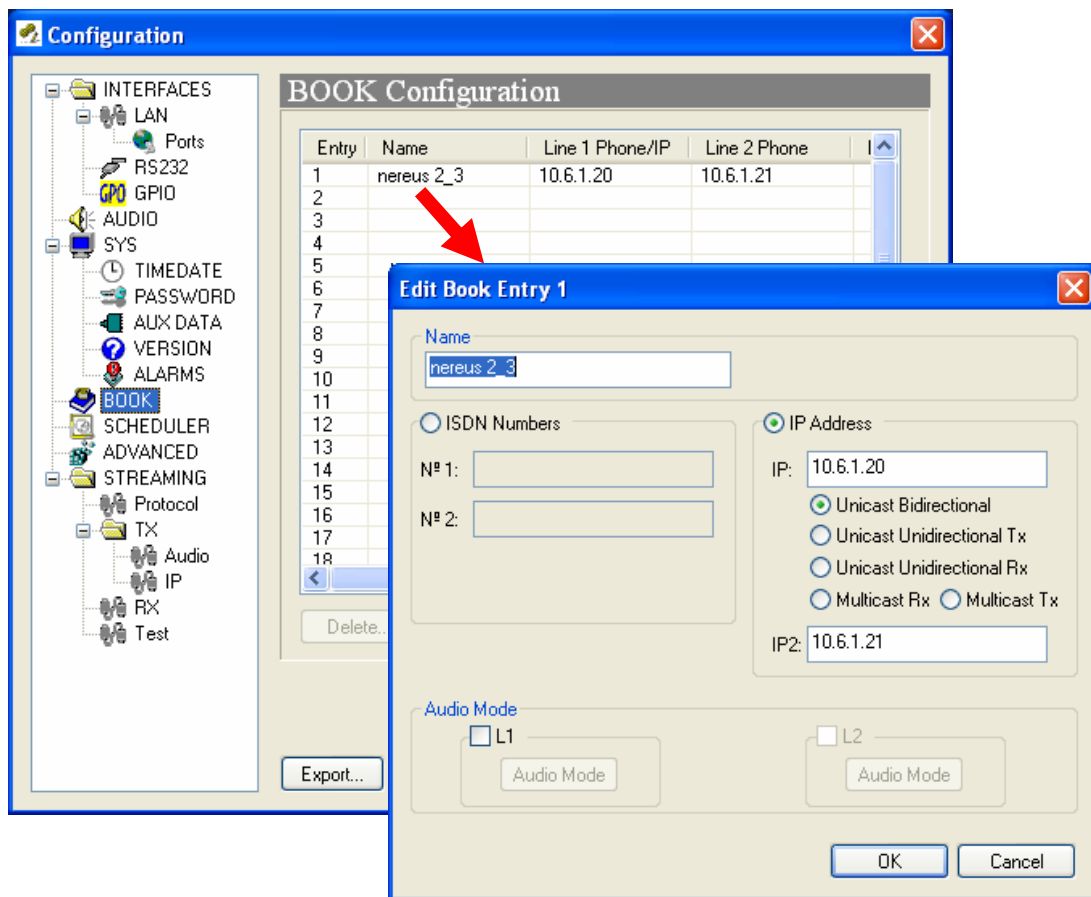 Configuration
INTERFACES
LAN
Ports
RS232
GPO GPIO
AUDIO
SYS
TIMEDATE
PASSWORD
AUX DATA
VERSION
ALARMS
BOOK
SCHEDULER
ADVANCED
STREAMING
Protocol
TX
Audio
IP
RX
Test
BOOK Configuration
Entry Name Line 1 Phone/IP Line 2 Phone
1 nereus 2_3 10.6.1.20 10.6.1.21
2
3
4
5
6
7
8
9
10
11
12
13
14
15
16
17
18
Delete..
Export...
Edit Book Entry 1
Name
nereus 2_3
ISDN Numbers
Nº 1:
Nº 2:
IP Address
IP: 10.6.1.20
Unicast Bidirectional
Unicast Unidirectional Tx
Unicast Unidirectional Rx
Multicast Rx Multicast Tx
IP2: 10.6.1.21
Audio Mode
L1
Audio Mode
L2
Audio Mode
OK Cancel